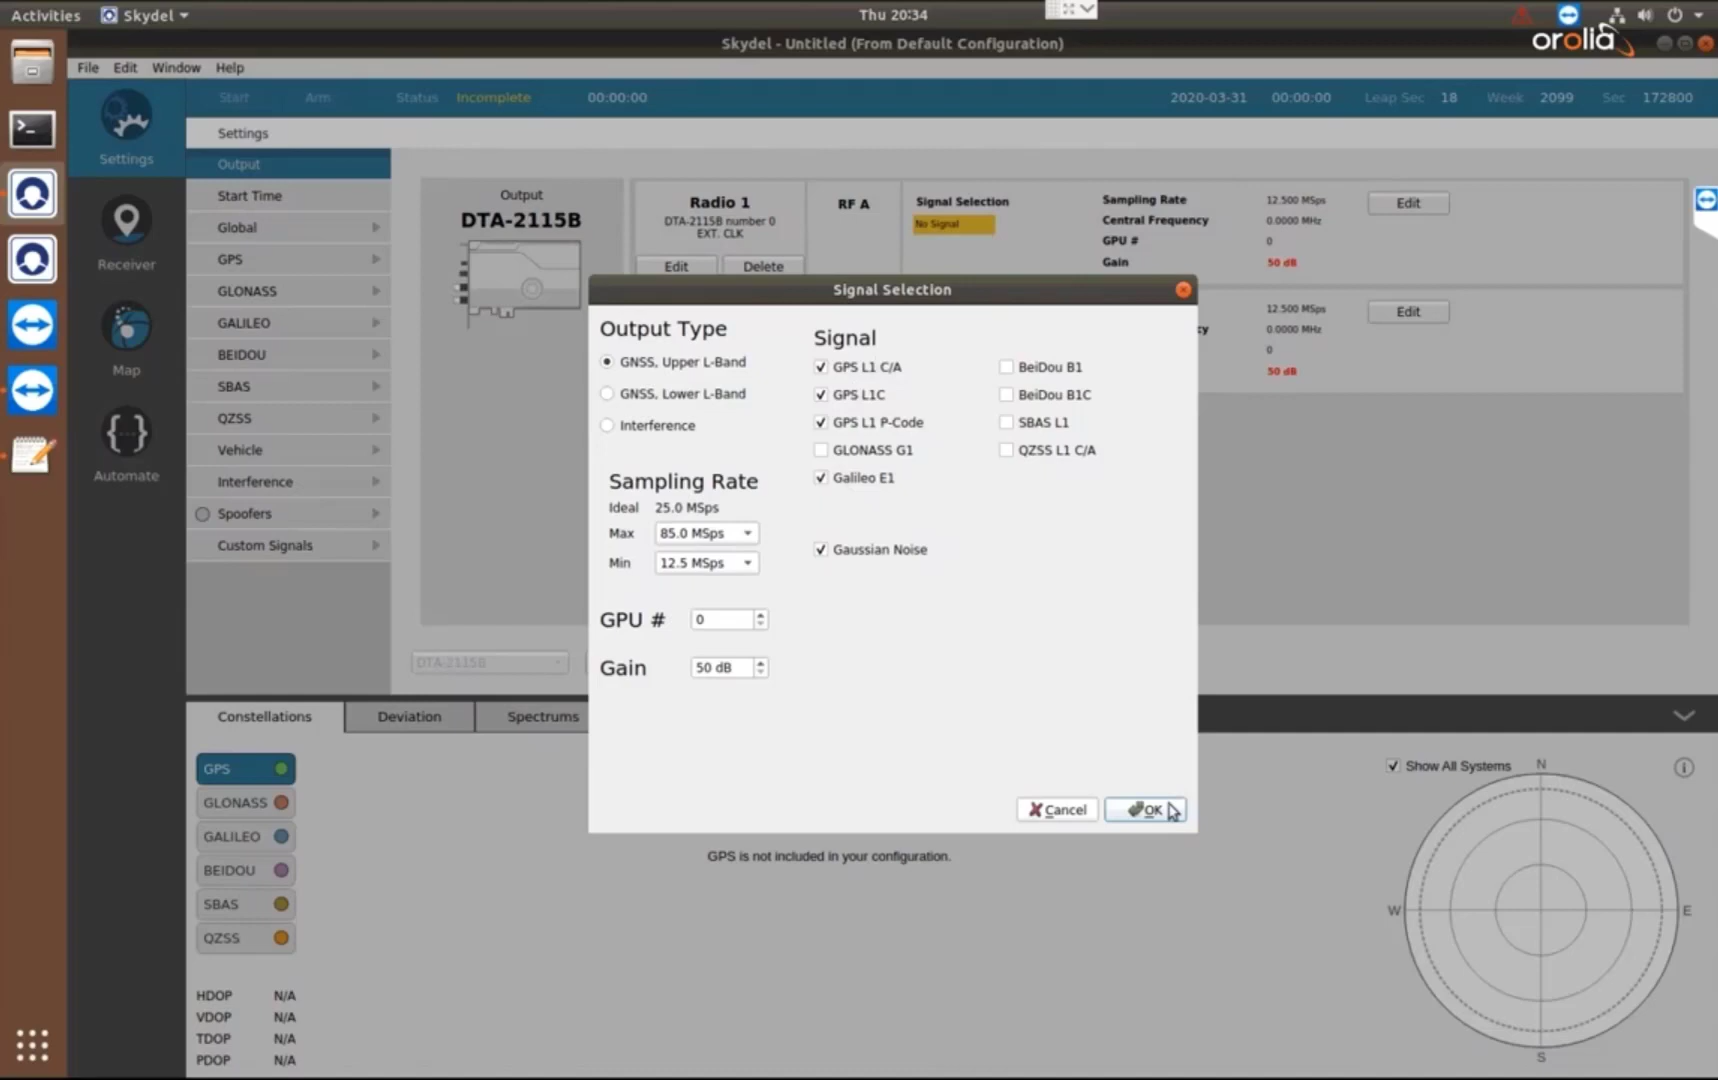 Activities
Skydel
Thu 20:34
orolia
Skydel - Untitled (From Default Configuration)
File Edit Window Help
Start Arm Status Incomplete 00:00:00 2020-03-31 00:00:00 Leap Sec 18 Week 2099 Sec 172800
Settings
Receiver
Map
Automate
Settings
Output
Start Time
Global
GPS
GLONASS
GALILEO
BEIDOU
SBAS
QZSS
Vehicle
Interference
Spoofers
Custom Signals
Output
DTA-2115B
Radio 1
DTA-2115B number 0
EXT. CLK
Edit Delete
RF A
Signal Selection
No Signal
Sampling Rate 12.500 MSps
Central Frequency 0.0000 MHz
GPU # 0
Gain 50 dB
Edit
12.500 MSps
cy 0.0000 MHz
0
50 dB
Edit
DTA-2115B
Signal Selection
Output Type
GNSS, Upper L-Band
GNSS, Lower L-Band
Interference
Sampling Rate
Ideal 25.0 MSps
Max 85.0 MSps
Min 12.5 MSps
GPU # 0
Gain 50 dB
Signal
GPS L1 C/A
GPS L1C
GPS L1 P-Code
GLONASS G1
Galileo E1
BeiDou B1
BeiDou B1C
SBAS L1
QZSS L1 C/A
Gaussian Noise
Cancel OK
Constellations Deviation Spectrums
GPS
GLONASS
GALILEO
BEIDOU
SBAS
QZSS
HDOP N/A
VDOP N/A
TDOP N/A
PDOP N/A
GPS is not included in your configuration.
Show All Systems
N
W
E
S